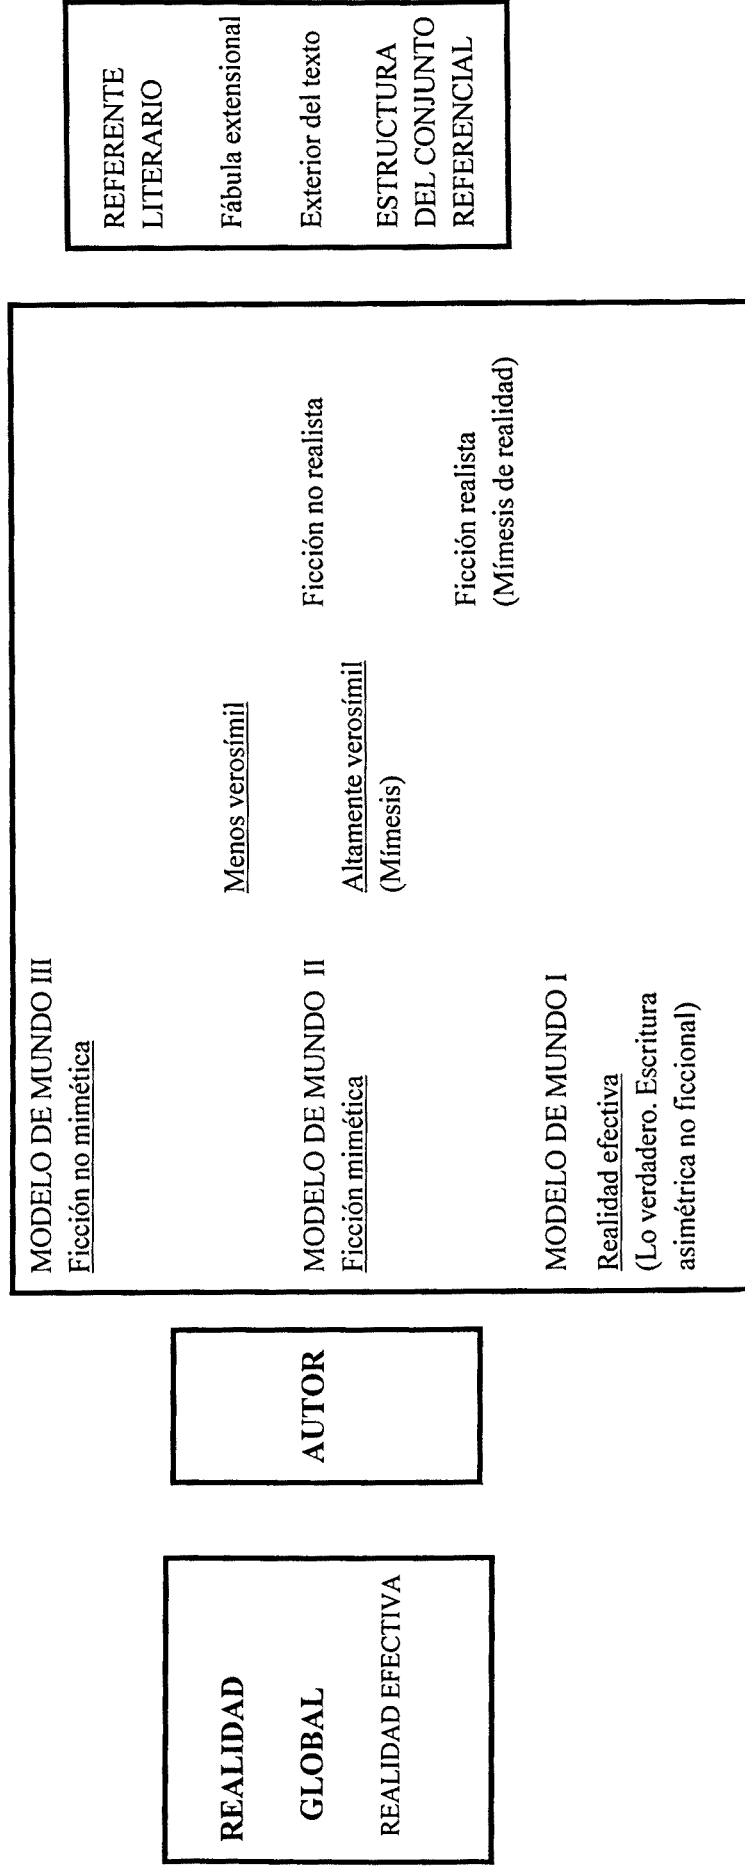 REALIDAD
GLOBAL
REALIDAD EFECTIVA
AUTOR
MODELO DE MUNDO III
Ficción no mimética
Menos verosímil
MODELO DE MUNDO II
Ficción mimética
Altamente verosímil
(Mímesis)
Ficción no realista
Ficción realista
(Mímesis de realidad)
MODELO DE MUNDO I
Realidad efectiva
(Lo verdadero. Escritura
asimétrica no ficcional)
REFERENTE
LITERARIO
Fábula extensional
Exterior del texto
ESTRUCTURA
DEL CONJUNTO
REFERENCIAL